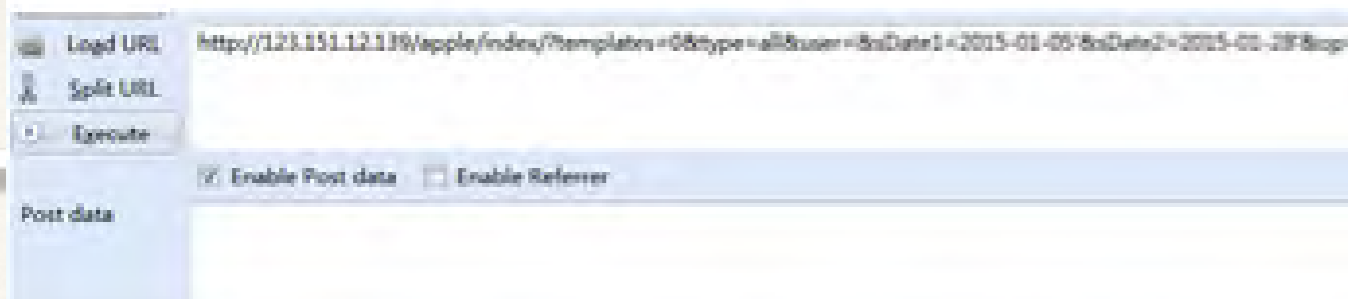 Load URL http://123.151.12.139/apple/index/?templates=0&type=all&user=&sDate1=2015-01-05'&sDate2=2015-01-28'&op=
Split URL
Execute
Enable Post data Enable Referrer
Post data